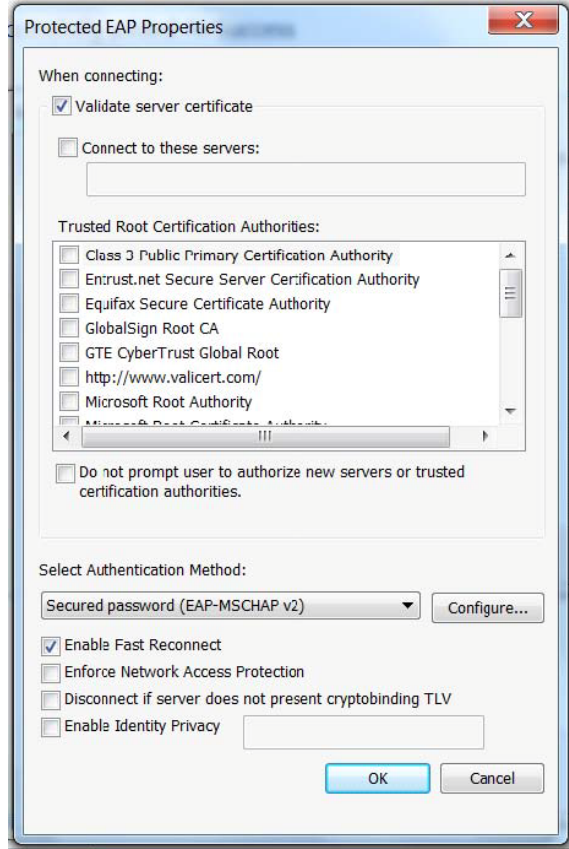 Protected EAP Properties
When connecting:
Validate server certificate
Connect to these servers:
Trusted Root Certification Authorities:
Class 3 Public Primary Certification Authority
Entrust.net Secure Server Certification Authority
Equifax Secure Certificate Authority
GlobalSign Root CA
GTE CyberTrust Global Root
http://www.valicert.com/
Microsoft Root Authority
Microsoft Root Certificate Authority
Do not prompt user to authorize new servers or trusted
certification authorities.
Select Authentication Method:
Secured password (EAP-MSCHAP v2)
Configure...
Enable Fast Reconnect
Enforce Network Access Protection
Disconnect if server does not present cryptobinding TLV
Enable Identity Privacy
OK Cancel